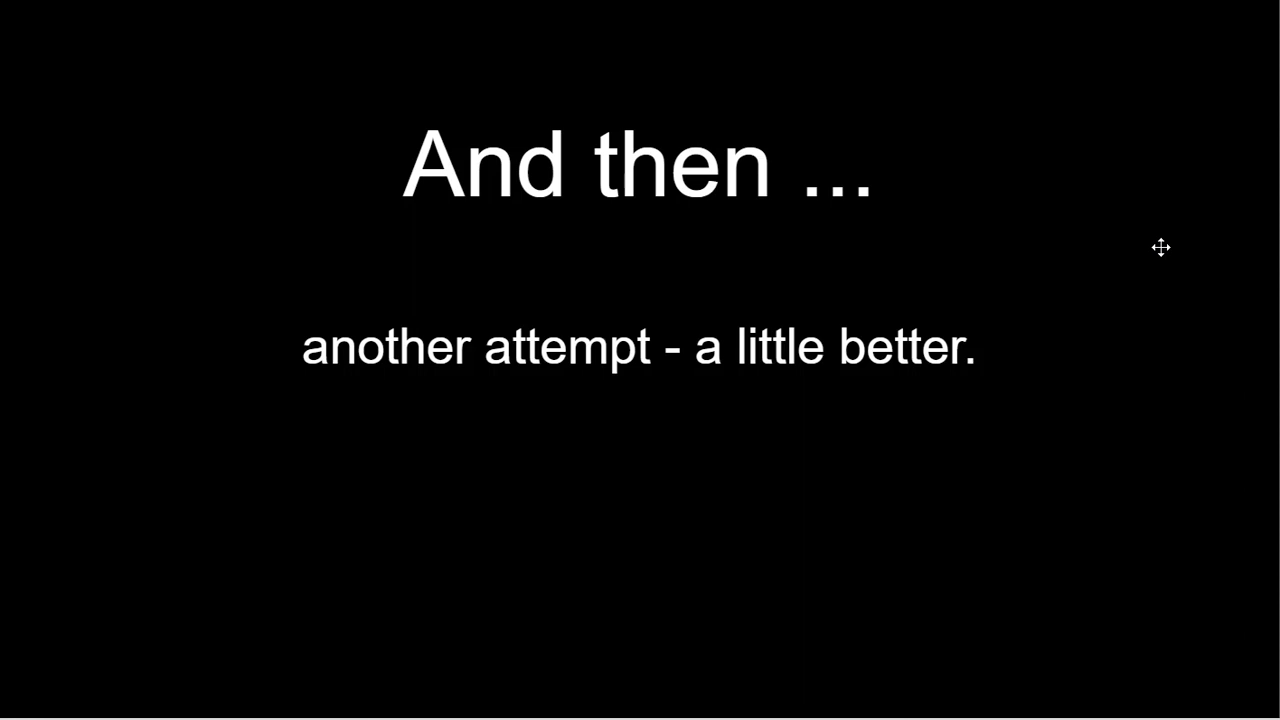 And then ...
another attempt - a little better.